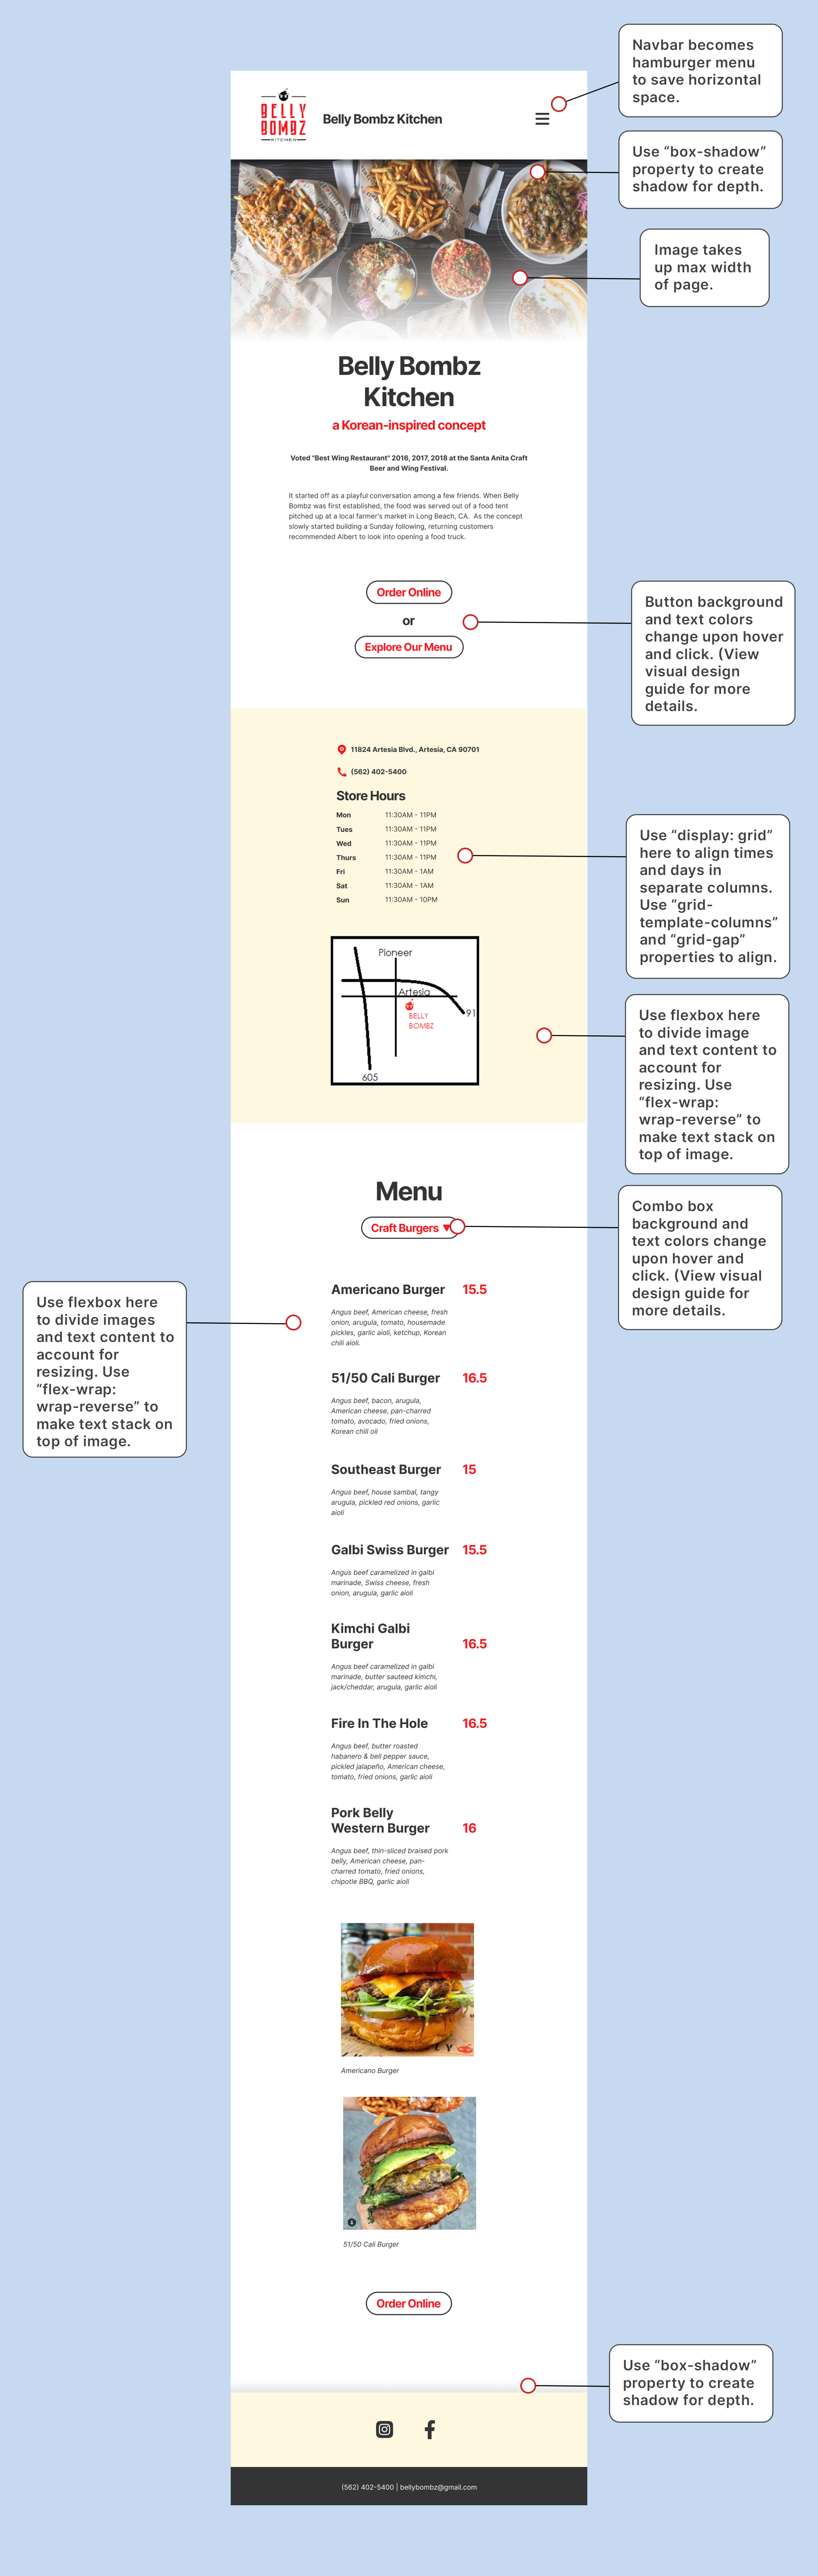 Navbar becomes
hamburger menu
to save horizontal
space.
BELLY
BOMBZ
KITCHEN
Belly Bombz Kitchen
Use “box-shadow”
property to create
shadow for depth.
Image takes
up max width
of page.
Belly Bombz
Kitchen
a Korean-inspired concept
Voted "Best Wing Restaurant" 2016, 2017, 2018 at the Santa Anita Craft
Beer and Wing Festival.
It started off as a playful conversation among a few friends. When Belly
Bombz was first established, the food was served out of a food tent
pitched up at a local farmer's market in Long Beach, CA.  As the concept
slowly started building a Sunday following, returning customers
recommended Albert to look into opening a food truck.
Order Online
or
Explore Our Menu
Button background
and text colors
change upon hover
and click. (View
visual design
guide for more
details.
11824 Artesia Blvd., Artesia, CA 90701
(562) 402-5400
Store Hours
Mon 11:30AM - 11PM
Tues 11:30AM - 11PM
Wed 11:30AM - 11PM
Thurs 11:30AM - 11PM
Fri 11:30AM - 1AM
Sat 11:30AM - 1AM
Sun 11:30AM - 10PM
Use “display: grid”
here to align times
and days in
separate columns.
Use “grid-
template-columns”
and “grid-gap”
properties to align.
Pioneer
Artesia
91
BELLY
BOMBZ
605
Use flexbox here
to divide image
and text content to
account for
resizing. Use
“flex-wrap:
wrap-reverse” to
make text stack on
top of image.
Menu
Craft Burgers
Combo box
background and
text colors change
upon hover and
click. (View visual
design guide for
more details.
Use flexbox here
to divide images
and text content to
account for
resizing. Use
“flex-wrap:
wrap-reverse” to
make text stack on
top of image.
Americano Burger 15.5
Angus beef, American cheese, fresh
onion, arugula, tomato, housemade
pickles, garlic aioli, ketchup, Korean
chili aioli.
51/50 Cali Burger 16.5
Angus beef, bacon, arugula,
American cheese, pan-charred
tomato, avocado, fried onions,
Korean chili oil
Southeast Burger 15
Angus beef, house sambal, tangy
arugula, pickled red onions, garlic
aioli
Galbi Swiss Burger 15.5
Angus beef caramelized in galbi
marinade, Swiss cheese, fresh
onion, arugula, garlic aioli
Kimchi Galbi
Burger 16.5
Angus beef caramelized in galbi
marinade, butter sauteed kimchi,
jack/cheddar, arugula, garlic aioli
Fire In The Hole 16.5
Angus beef, butter roasted
habanero & bell pepper sauce,
pickled jalapeño, American cheese,
tomato, fried onions, garlic aioli
Pork Belly
Western Burger 16
Angus beef, thin-sliced braised pork
belly, American cheese, pan-
charred tomato, fried onions,
chipotle BBQ, garlic aioli
Americano Burger
51/50 Cali Burger
Order Online
Use “box-shadow”
property to create
shadow for depth.
(562) 402-5400 | bellybombz@gmail.com